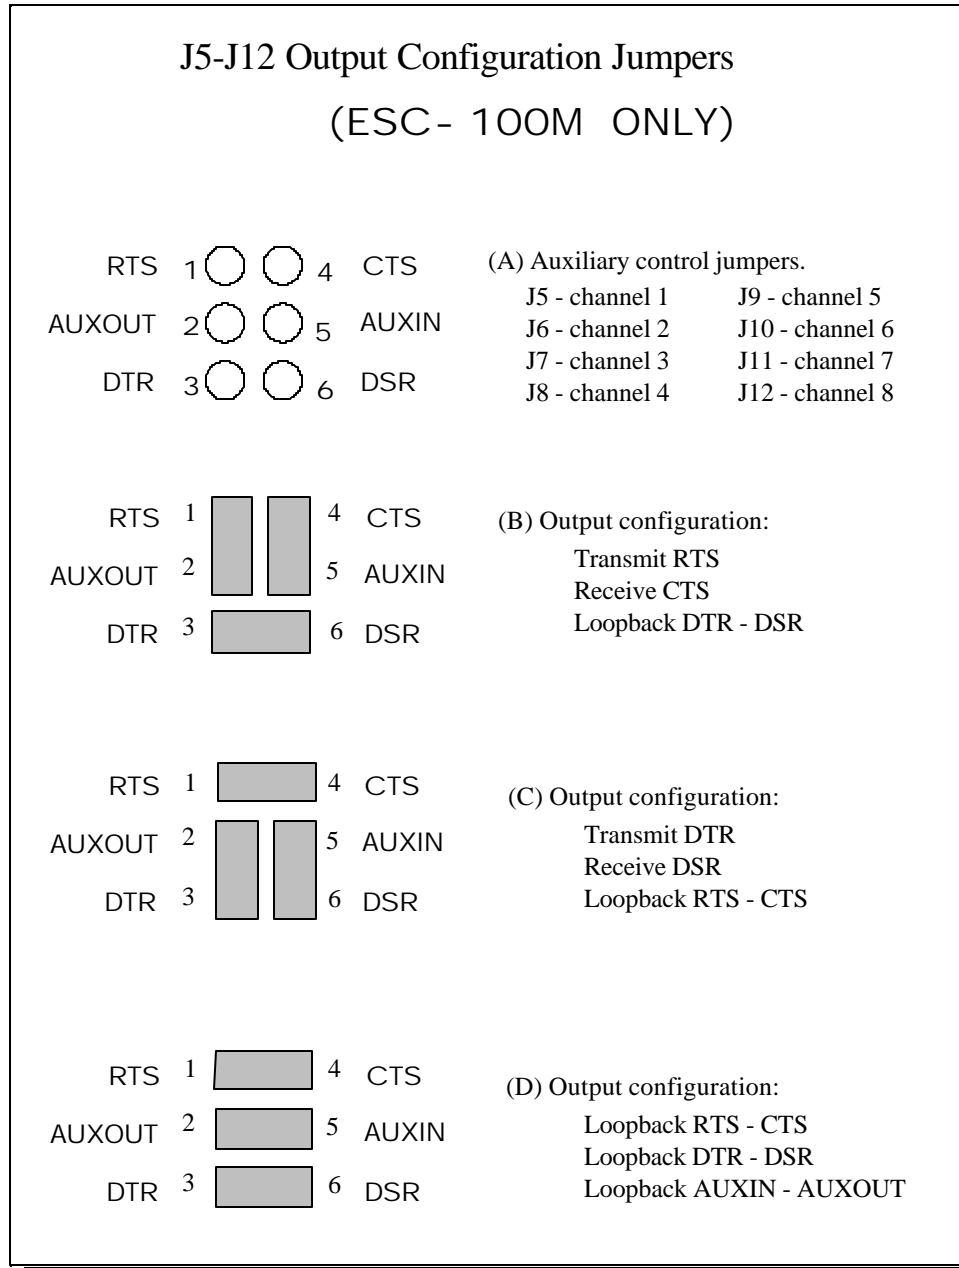 J5-J12 Output Configuration Jumpers
(ESC- 100M ONLY)
RTS 1 4 CTS
AUXOUT 2 5 AUXIN
DTR 3 6 DSR
(A) Auxiliary control jumpers.
J5 - channel 1 J9 - channel 5
J6 - channel 2 J10 - channel 6
J7 - channel 3 J11 - channel 7
J8 - channel 4 J12 - channel 8
RTS 1 4 CTS
AUXOUT 2 5 AUXIN
DTR 3 6 DSR
(B) Output configuration:
Transmit RTS
Receive CTS
Loopback DTR - DSR
RTS 1 4 CTS
AUXOUT 2 5 AUXIN
DTR 3 6 DSR
(C) Output configuration:
Transmit DTR
Receive DSR
Loopback RTS - CTS
RTS 1 4 CTS
AUXOUT 2 5 AUXIN
DTR 3 6 DSR
(D) Output configuration:
Loopback RTS - CTS
Loopback DTR - DSR
Loopback AUXIN - AUXOUT